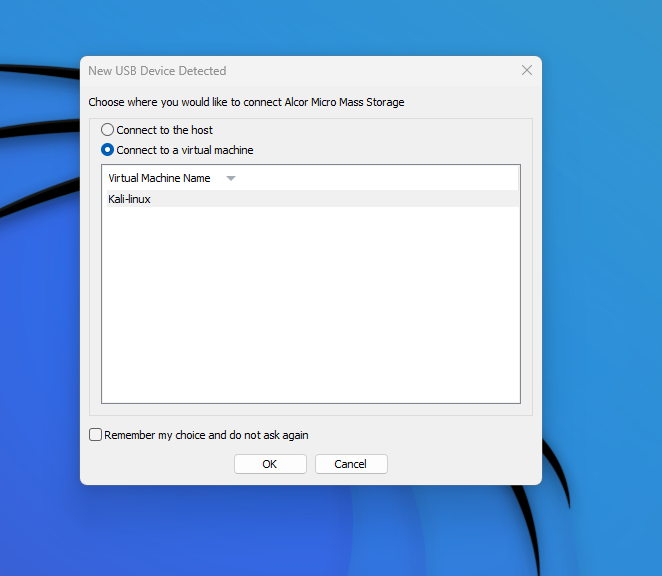 New USB Device Detected
Choose where you would like to connect Alcor Micro Mass Storage
Connect to the host
Connect to a virtual machine
Virtual Machine Name
Kali-linux
Remember my choice and do not ask again
OK Cancel